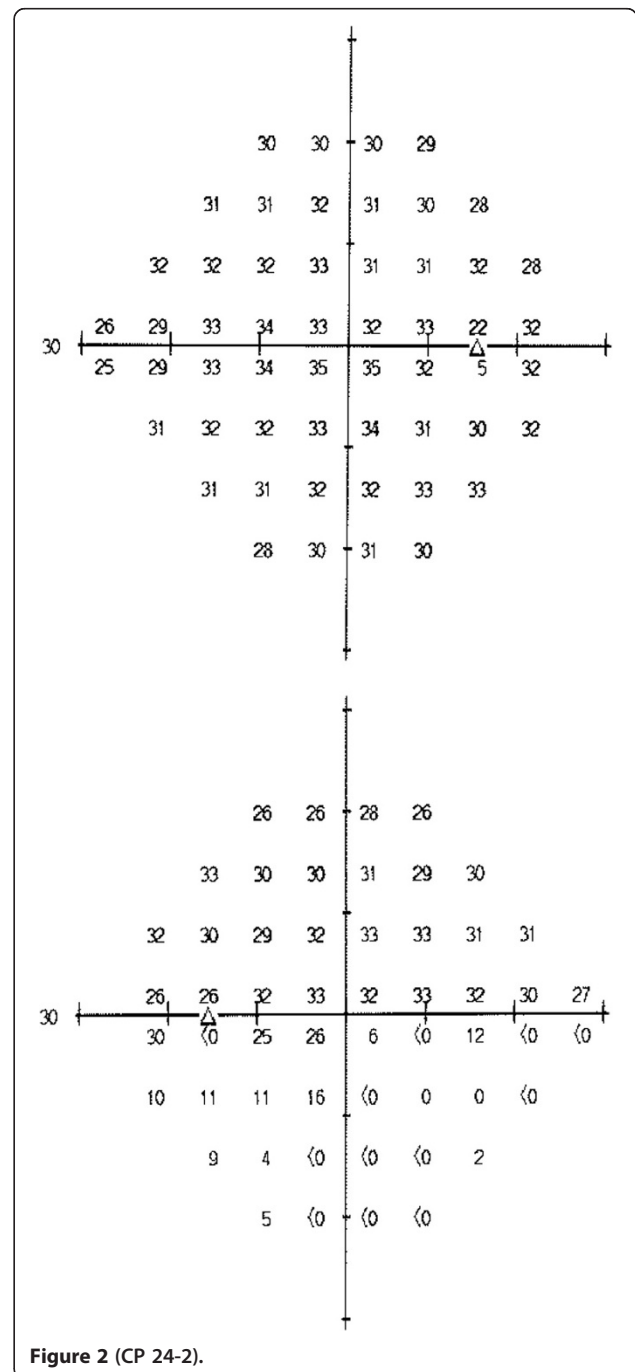 30 30 30 29
31 31 32 31 30 28
32 32 32 33 31 31 32 28
26 29 33 34 33 32 33 22 32
30
25 29 33 34 35 35 32 5 32
31 32 32 33 34 31 30 32
31 31 32 32 33 33
28 30 31 30
26 26 28 26
33 30 30 31 29 30
32 30 29 32 33 33 31 31
26 26 32 33 32 33 32 30 27
30
30 〈0 25 26 6 〈0 12 〈0 〈0
10 11 11 16 〈0 0 0 〈0
9 4 〈0 〈0 〈0 2
5 〈0 〈0 〈0
Figure 2 (CP 24-2).